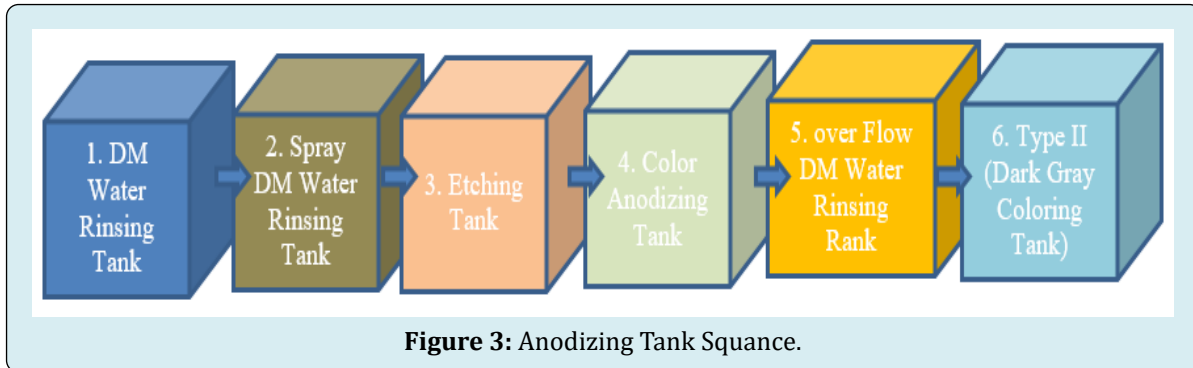 1. DM
Water
Rinsing
Tank
2. Spray
DM Water
Rinsing
Tank
3. Etching
Tank
4. Color
Anodizing
Tank
5. over Flow
DM Water
Rinsing
Rank
6. Type II
(Dark Gray
Coloring
Tank)
Figure 3: Anodizing Tank Squance.